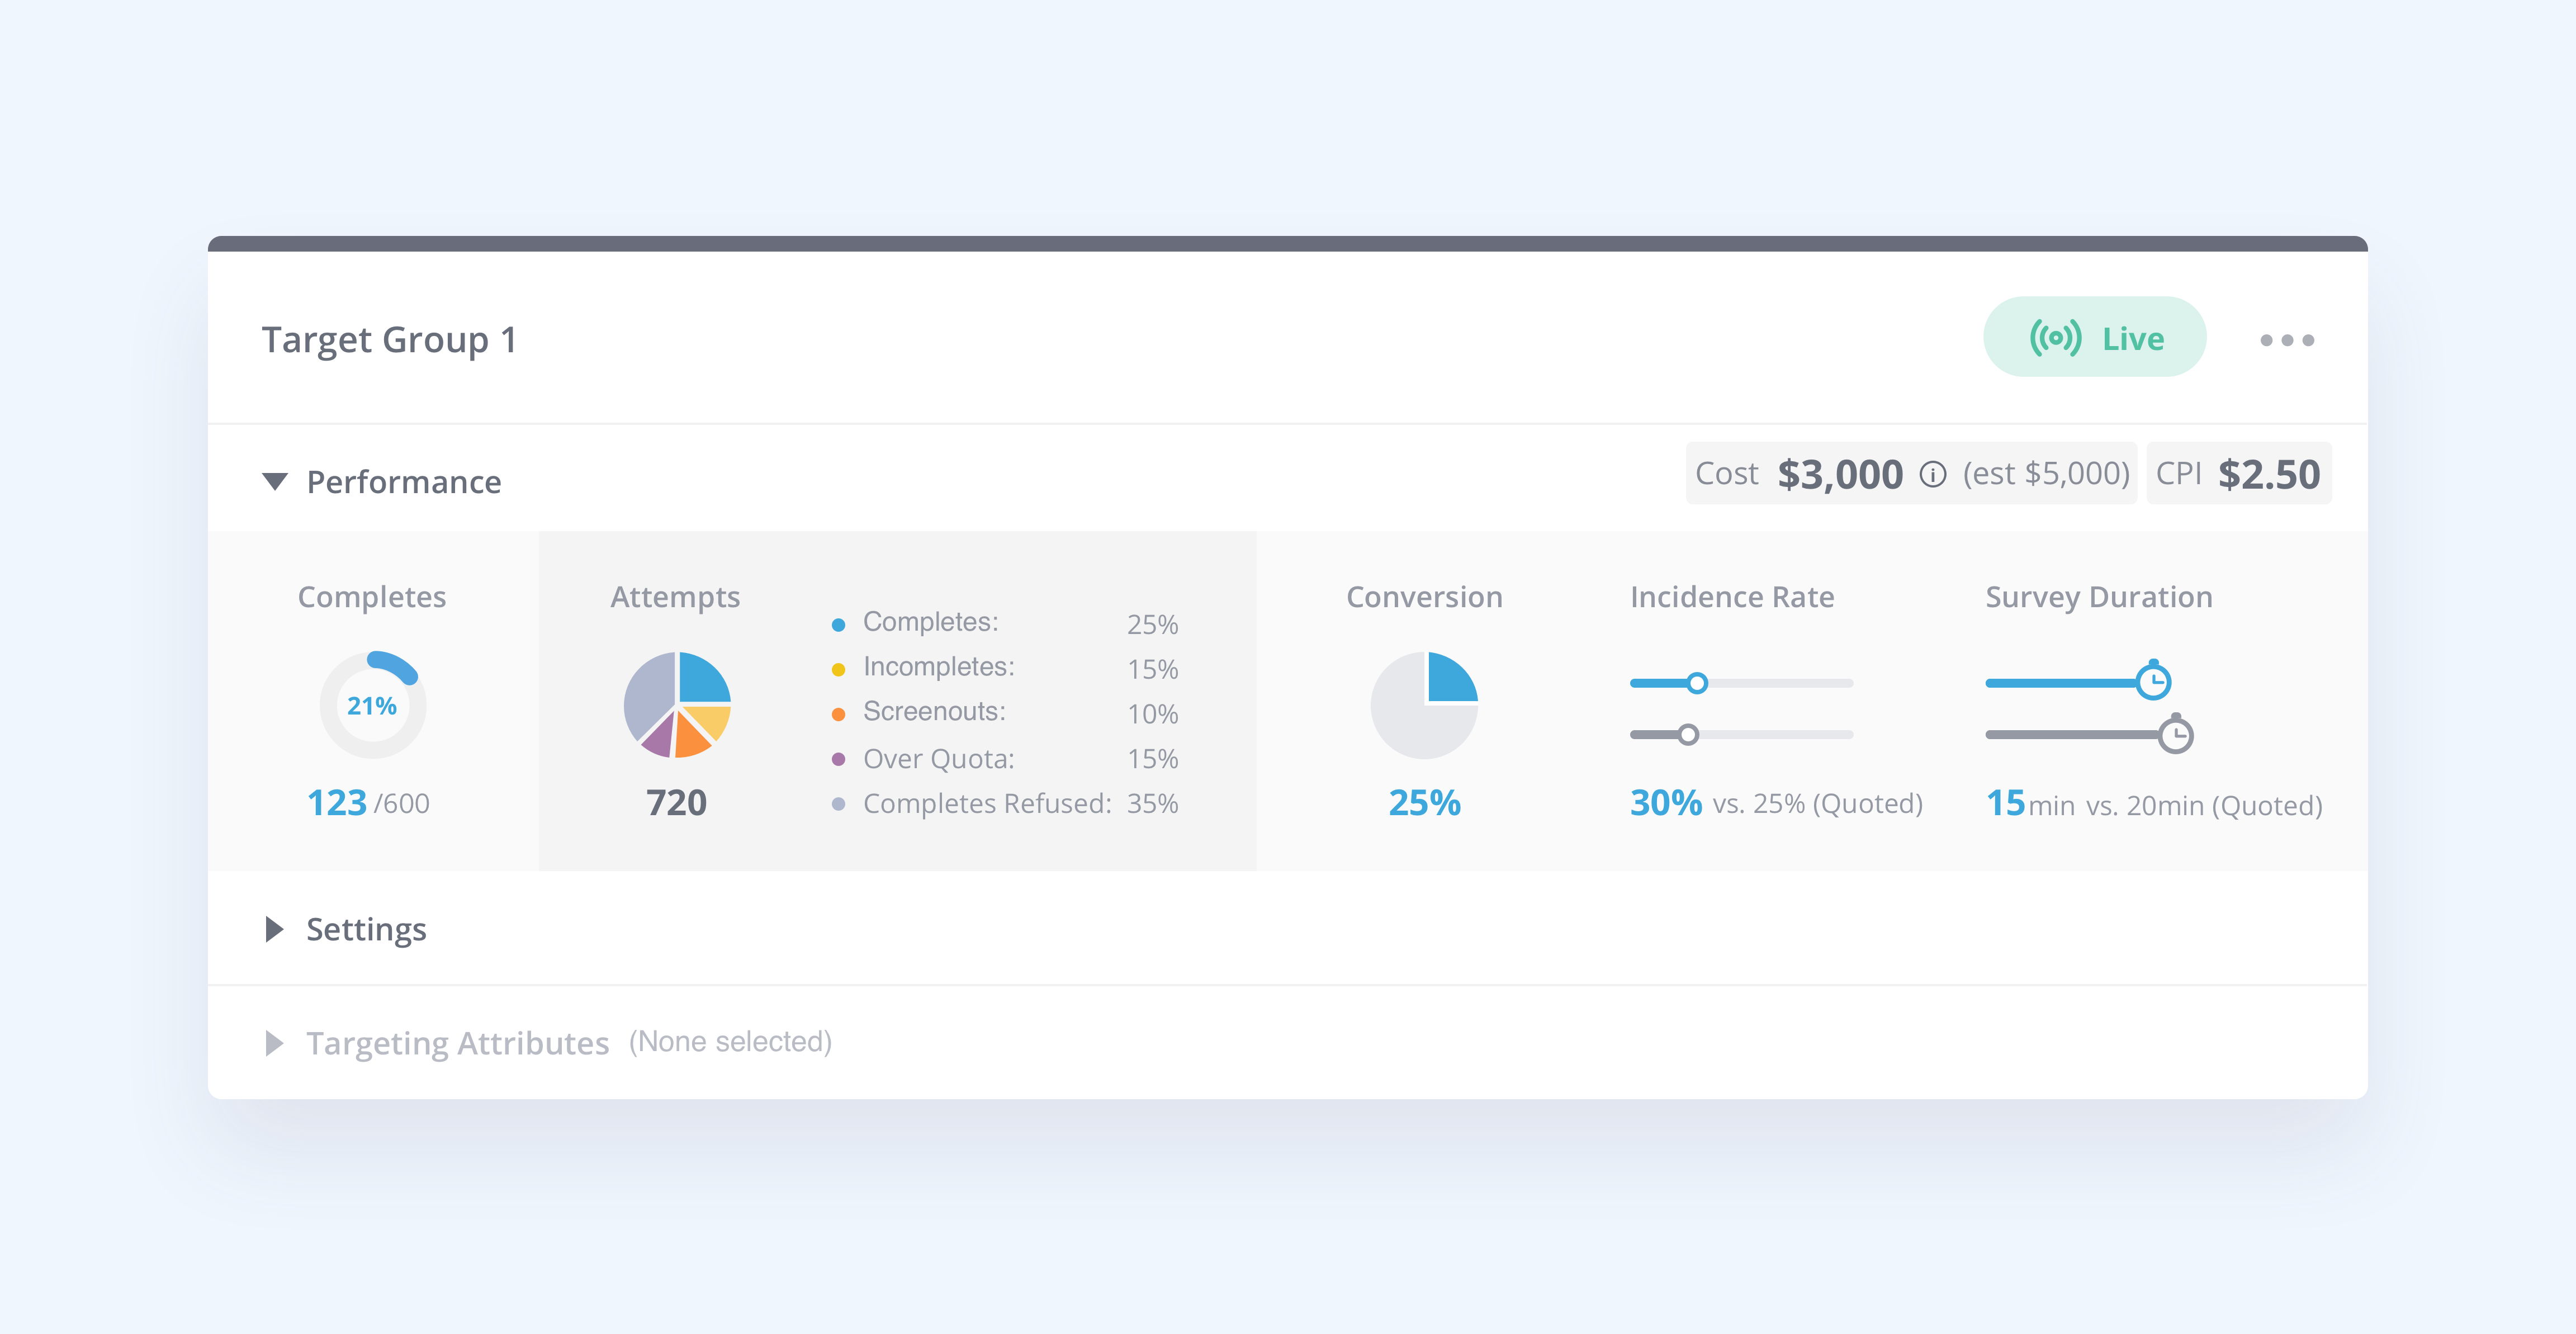 Target Group 1
Live
Performance
Cost $3,000 (est $5,000) CPI $2.50
Completes
21%
123 /600
Attempts
720
Completes: 25%
Incompletes: 15%
Screenouts: 10%
Over Quota: 15%
Completes Refused: 35%
Conversion
25%
Incidence Rate
30% vs. 25% (Quoted)
Survey Duration
15min vs. 20min (Quoted)
Settings
Targeting Attributes (None selected)